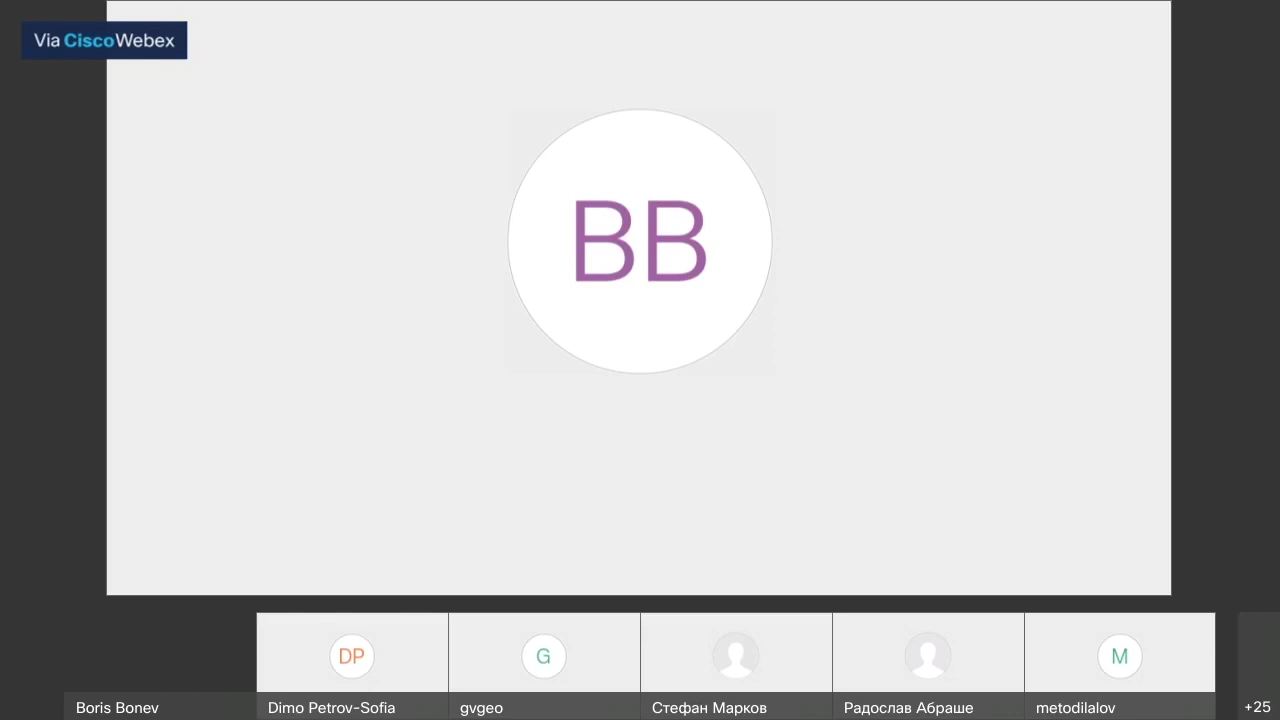 Via CiscoWebex
BB
DP
G
M
Boris Bonev
Dimo Petrov-Sofia
gvgeo
Стефан Марков
Радослав Абраше
metodilalov
+25